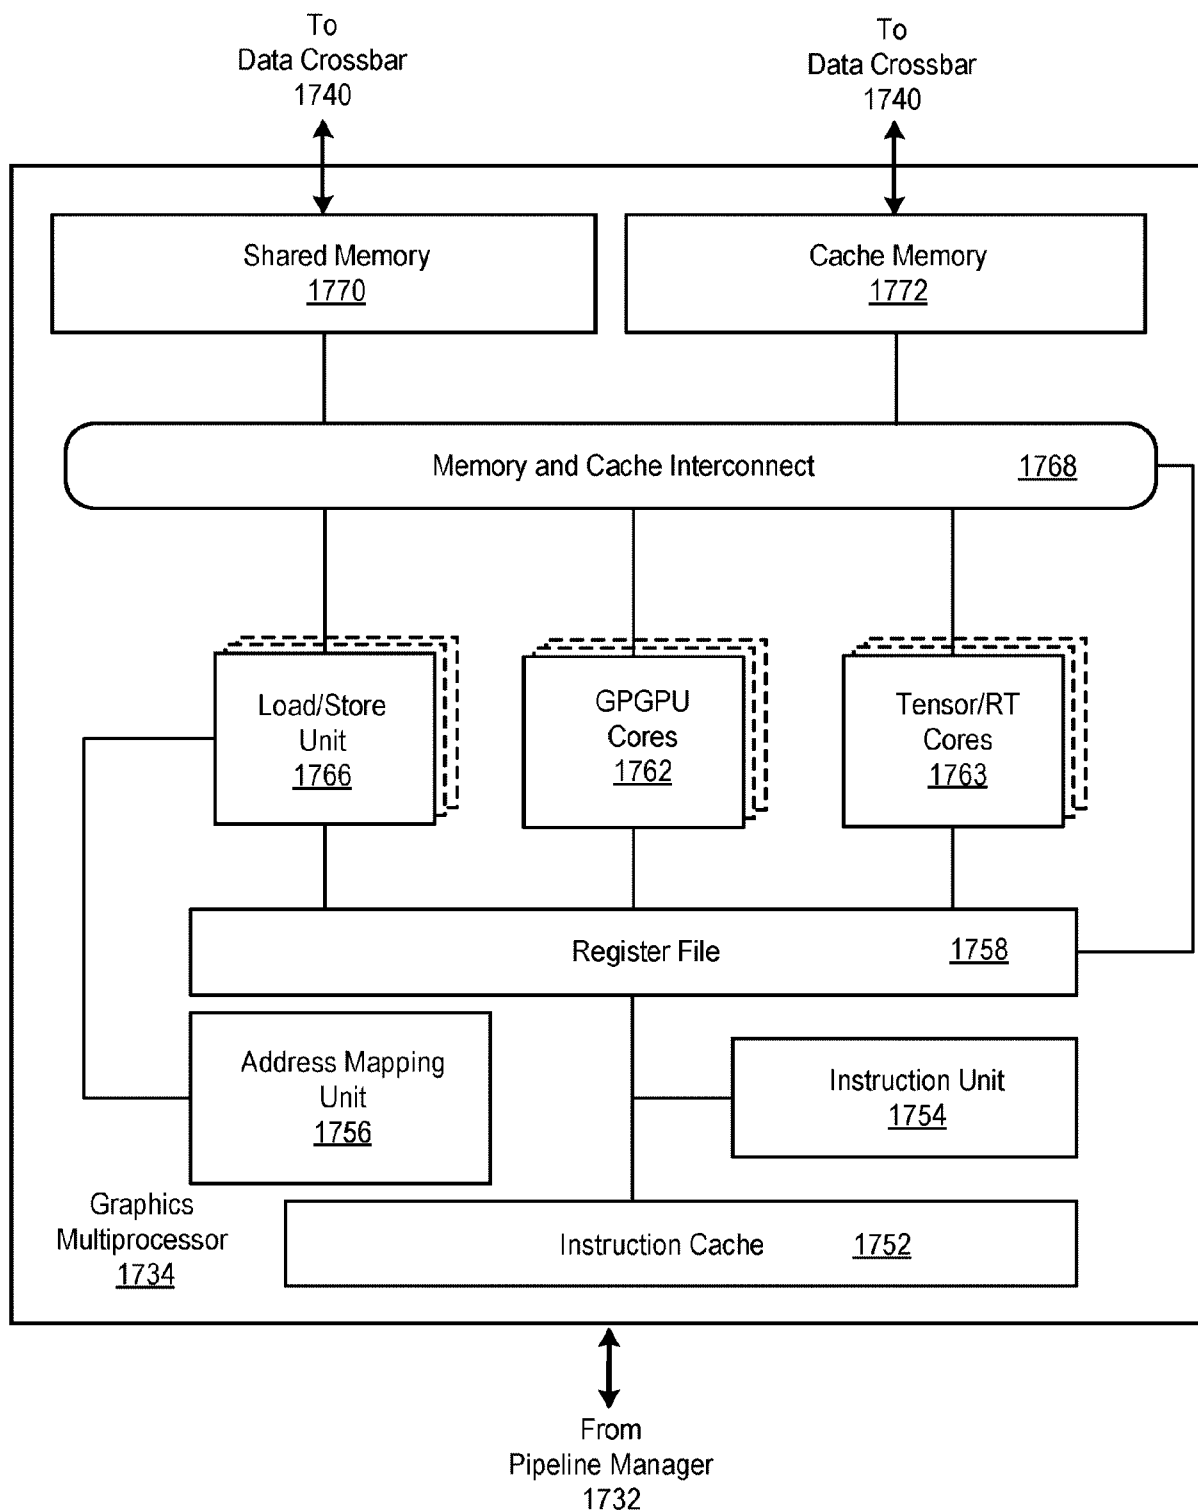 To
Data Crossbar
1740
To
Data Crossbar
1740
Shared Memory
1770
Cache Memory
1772
Memory and Cache Interconnect 1768
Load/Store
Unit
1766
GPGPU
Cores
1762
Tensor/RT
Cores
1763
Register File 1758
Address Mapping
Unit
1756
Instruction Unit
1754
Graphics
Multiprocessor
1734
Instruction Cache 1752
From
Pipeline Manager
1732